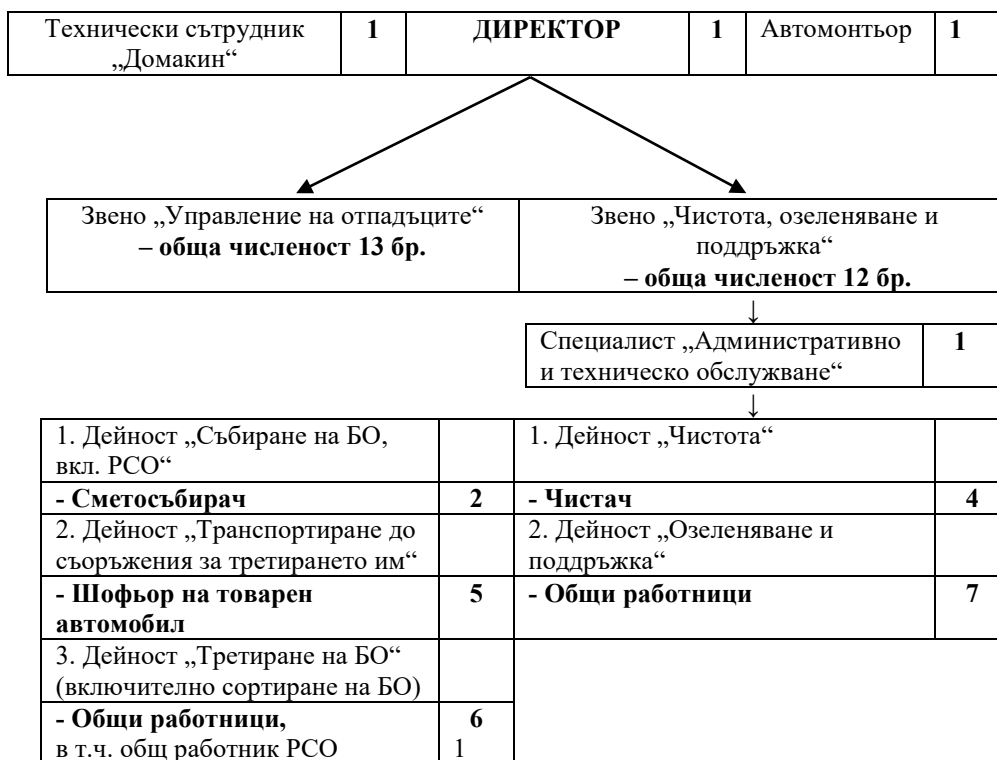 Технически сътрудник „Домакин“ 1 ДИРЕКТОР 1 Автомонтьор 1
Звено „Управление на отпадъците“
– обща численост 13 бр.
Звено „Чистота, озеленяване и
поддръжка“
– обща численост 12 бр.
↓
Специалист „Административно
и техническо обслужване“ 1
↓
1. Дейност „Събиране на БО,
вкл. РСО“
- Сметосъбирач 2
2. Дейност „Транспортиране до
съоръжения за третирането им“
- Шофьор на товарен
автомобил 5
3. Дейност „Третиране на БО“
(включително сортиране на БО)
- Общи работници, 6
в т.ч. общ работник РСО 1
1. Дейност „Чистота“
- Чистач 4
2. Дейност „Озеленяване и
поддръжка“
- Общи работници 7